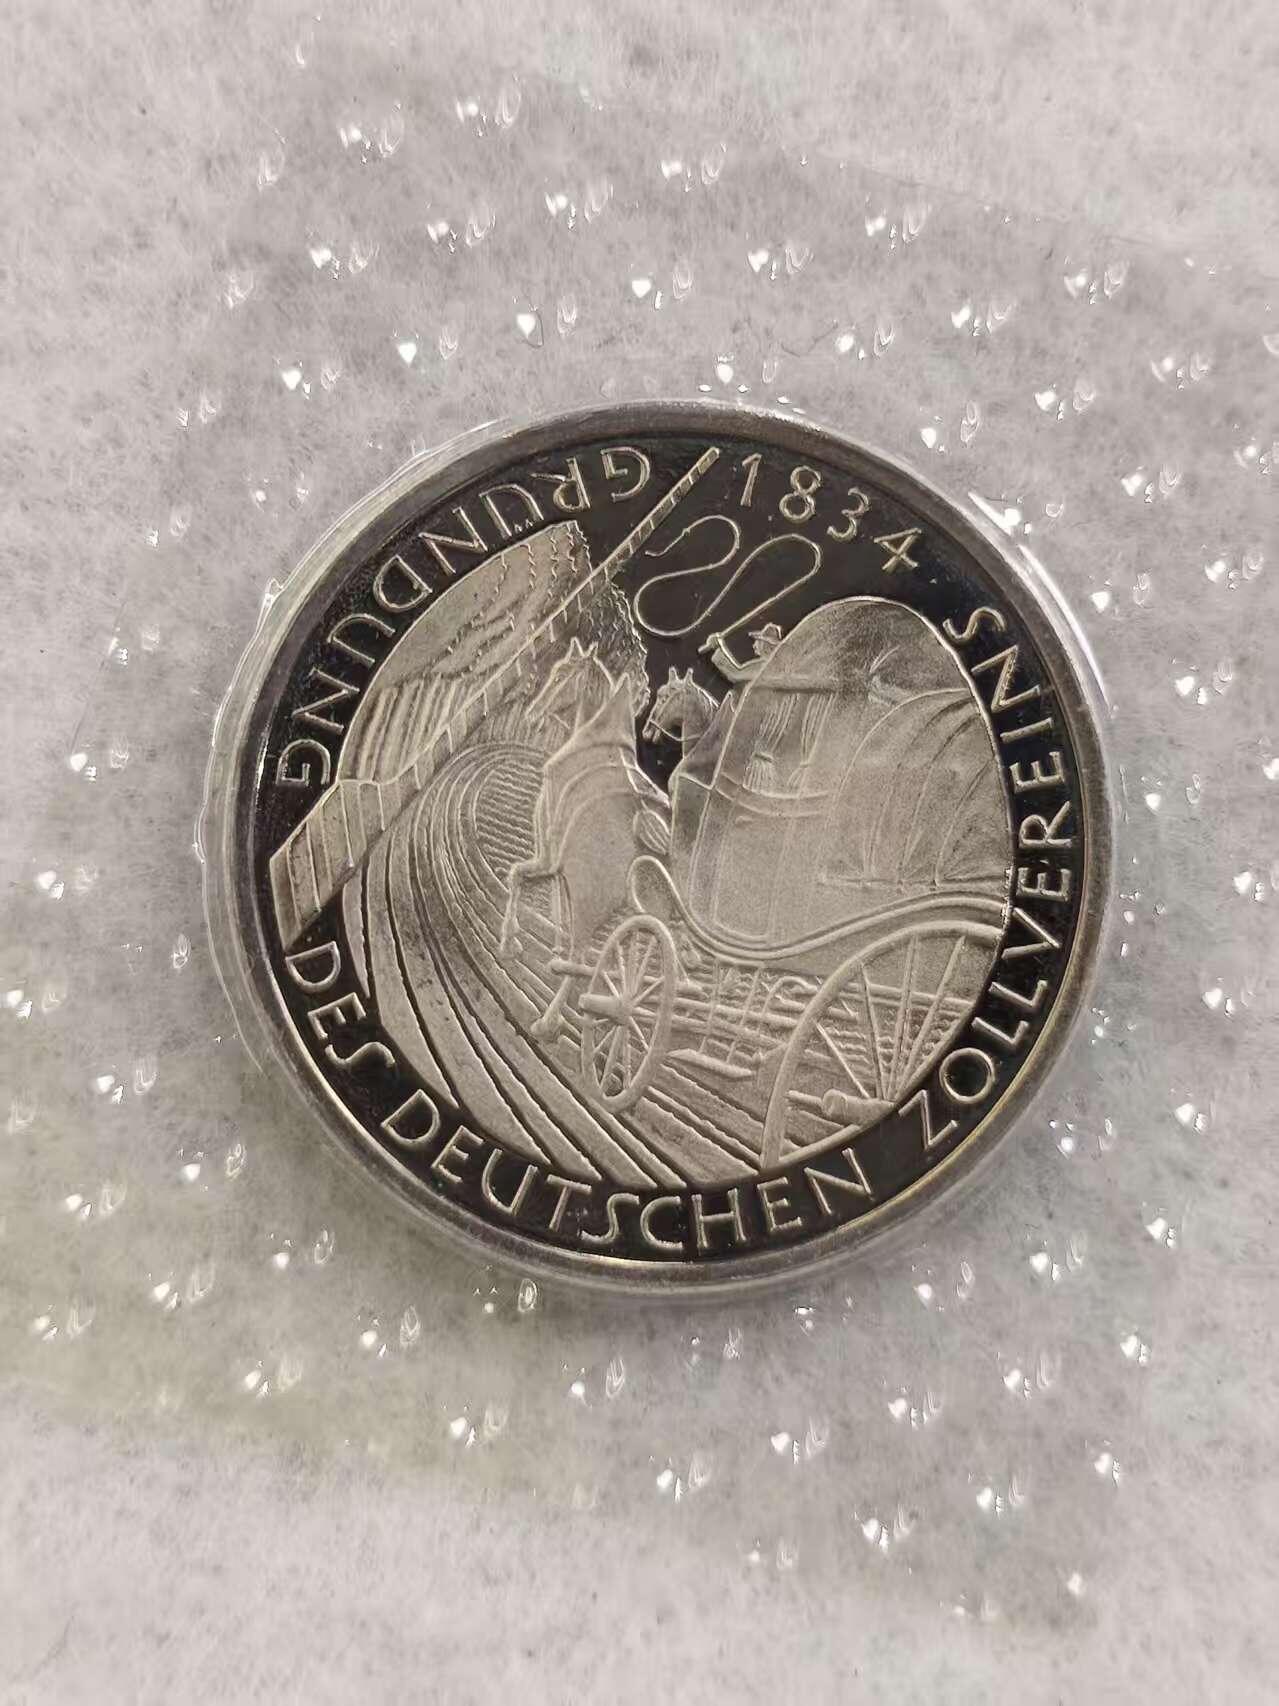 GRÜNDUNG
DES DEUTSCHEN ZOLLVEREINS
1834